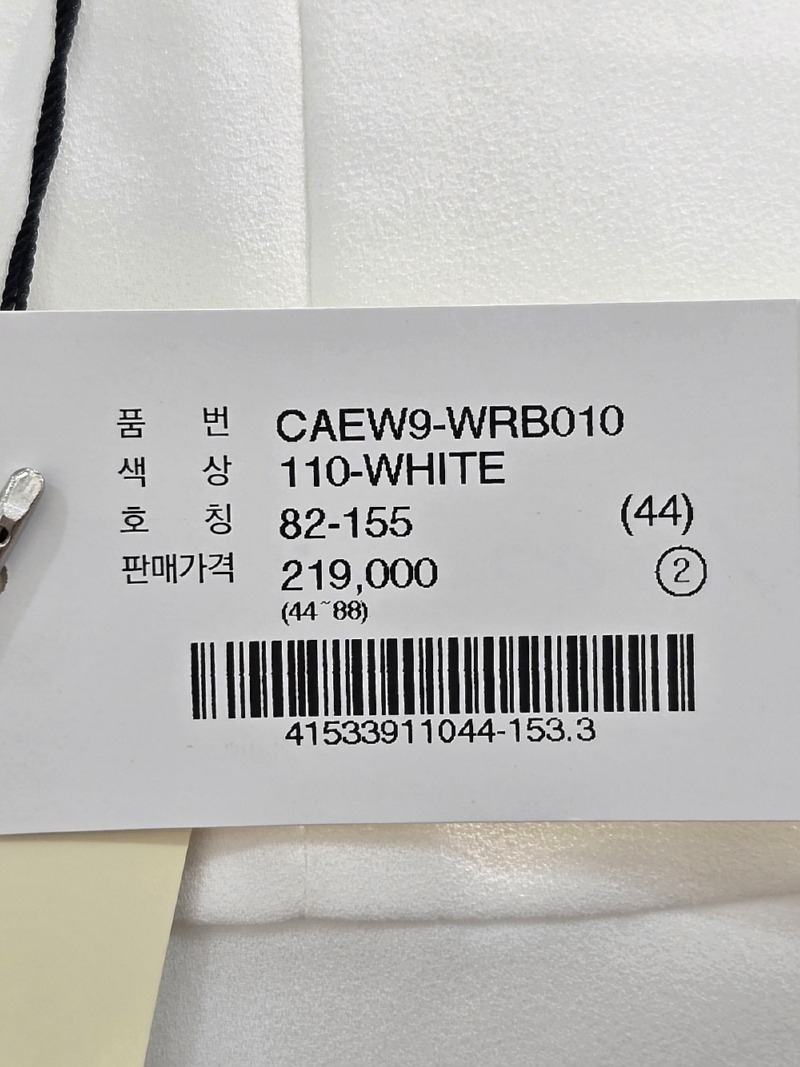 품 번 CAEW9-WRB010
색 상 110-WHITE
호 칭 82-155 (44)
판매가격 219,000 ②
(44~88)
41533911044-153.3